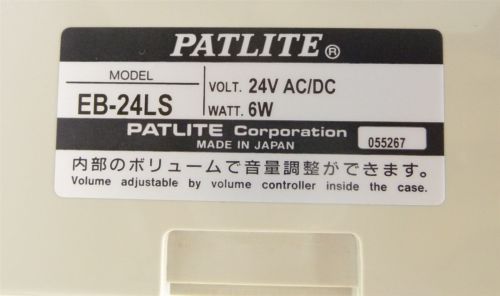 PATLITE®
MODEL
EB-24LS
VOLT. 24V AC/DC
WATT. 6W
PATLITE Corporation
MADE IN JAPAN
055267
内部のボリュームで音量調整ができます。
Volume adjustable by volume controller inside the case.